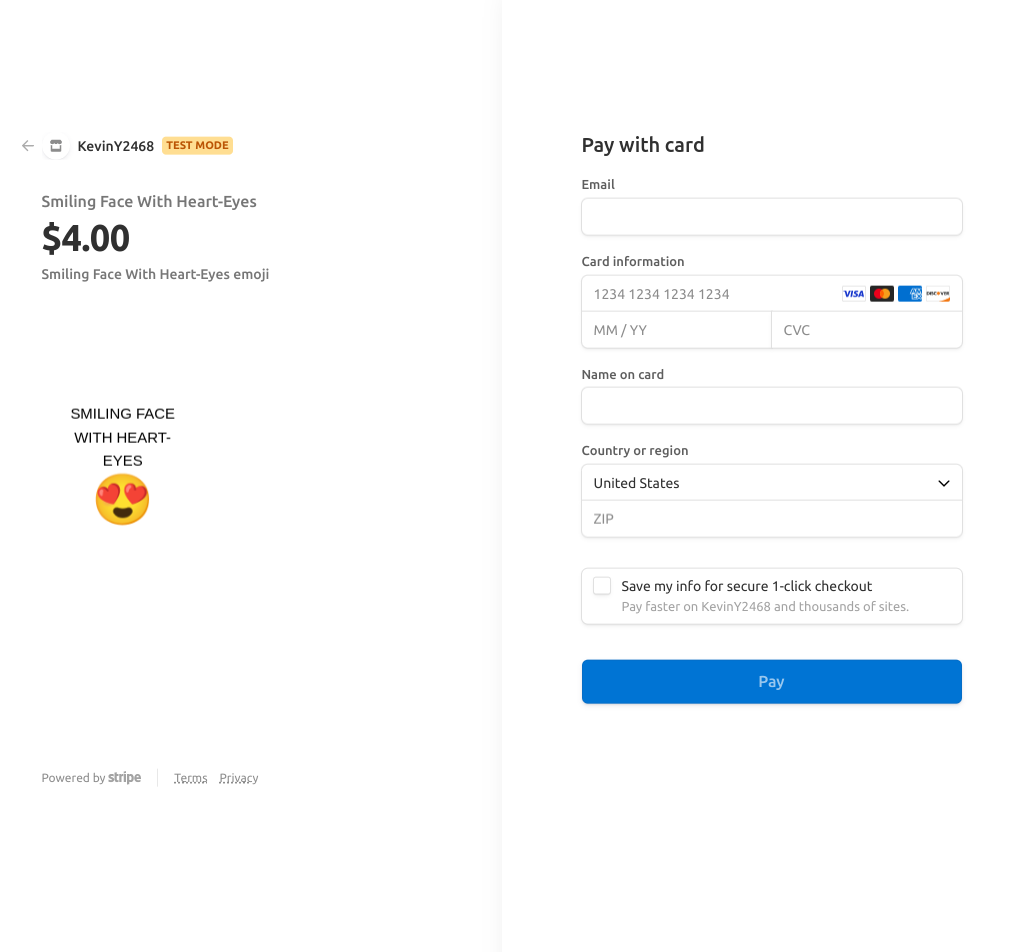 KevinY2468 TEST MODE
Smiling Face With Heart-Eyes
$4.00
Smiling Face With Heart-Eyes emoji
SMILING FACE
WITH HEART-
EYES
Powered by stripe
Terms Privacy
Pay with card
Email
Card information
1234 1234 1234 1234
VISA
AMEX
DISCOVER
MM / YY
CVC
Name on card
Country or region
United States
ZIP
Save my info for secure 1-click checkout
Pay faster on KevinY2468 and thousands of sites.
Pay